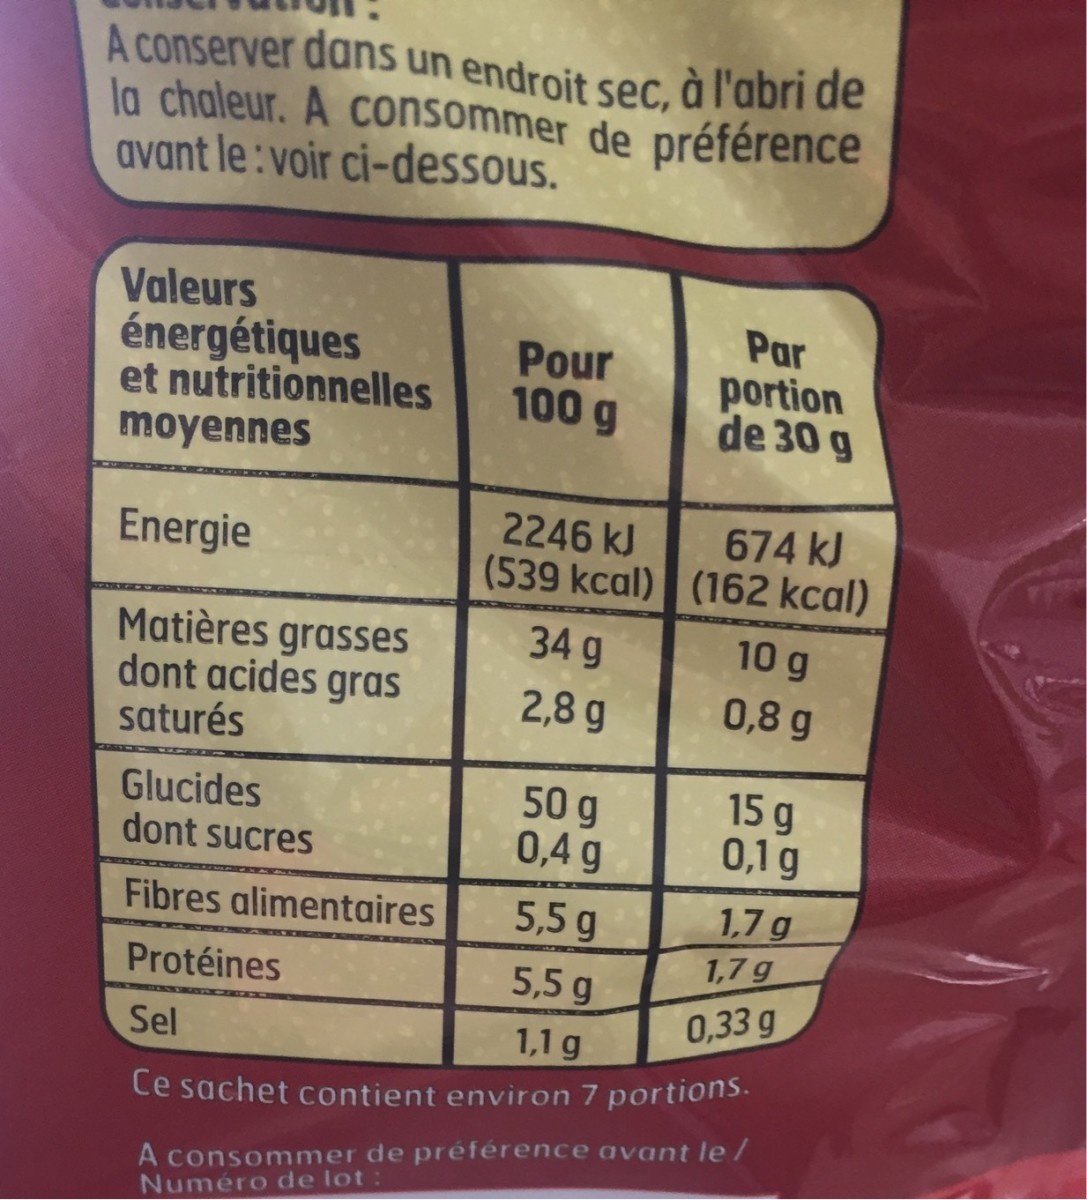 A conserver dans un endroit sec, à l'abri de
la chaleur. A consommer de préférence
avant le : voir ci-dessous.
Valeurs
énergétiques
et nutritionnelles
moyennes
Pour
100 g
Par
portion
de 30 g
Energie
2246 kJ
(539 kcal)
674 kJ
(162 kcal)
Matières grasses
34 g
10 g
dont acides gras
saturés
2,8 g
0,8 g
Glucides
50 g
15 g
dont sucres
0,4 g
0,1 g
Fibres alimentaires
5,5 g
1,7 g
Protéines
5,5 g
1,7 g
Sel
1,1 g
0,33 g
Ce sachet contient environ 7 portions.
A consommer de préférence avant le /
Numéro de lot :